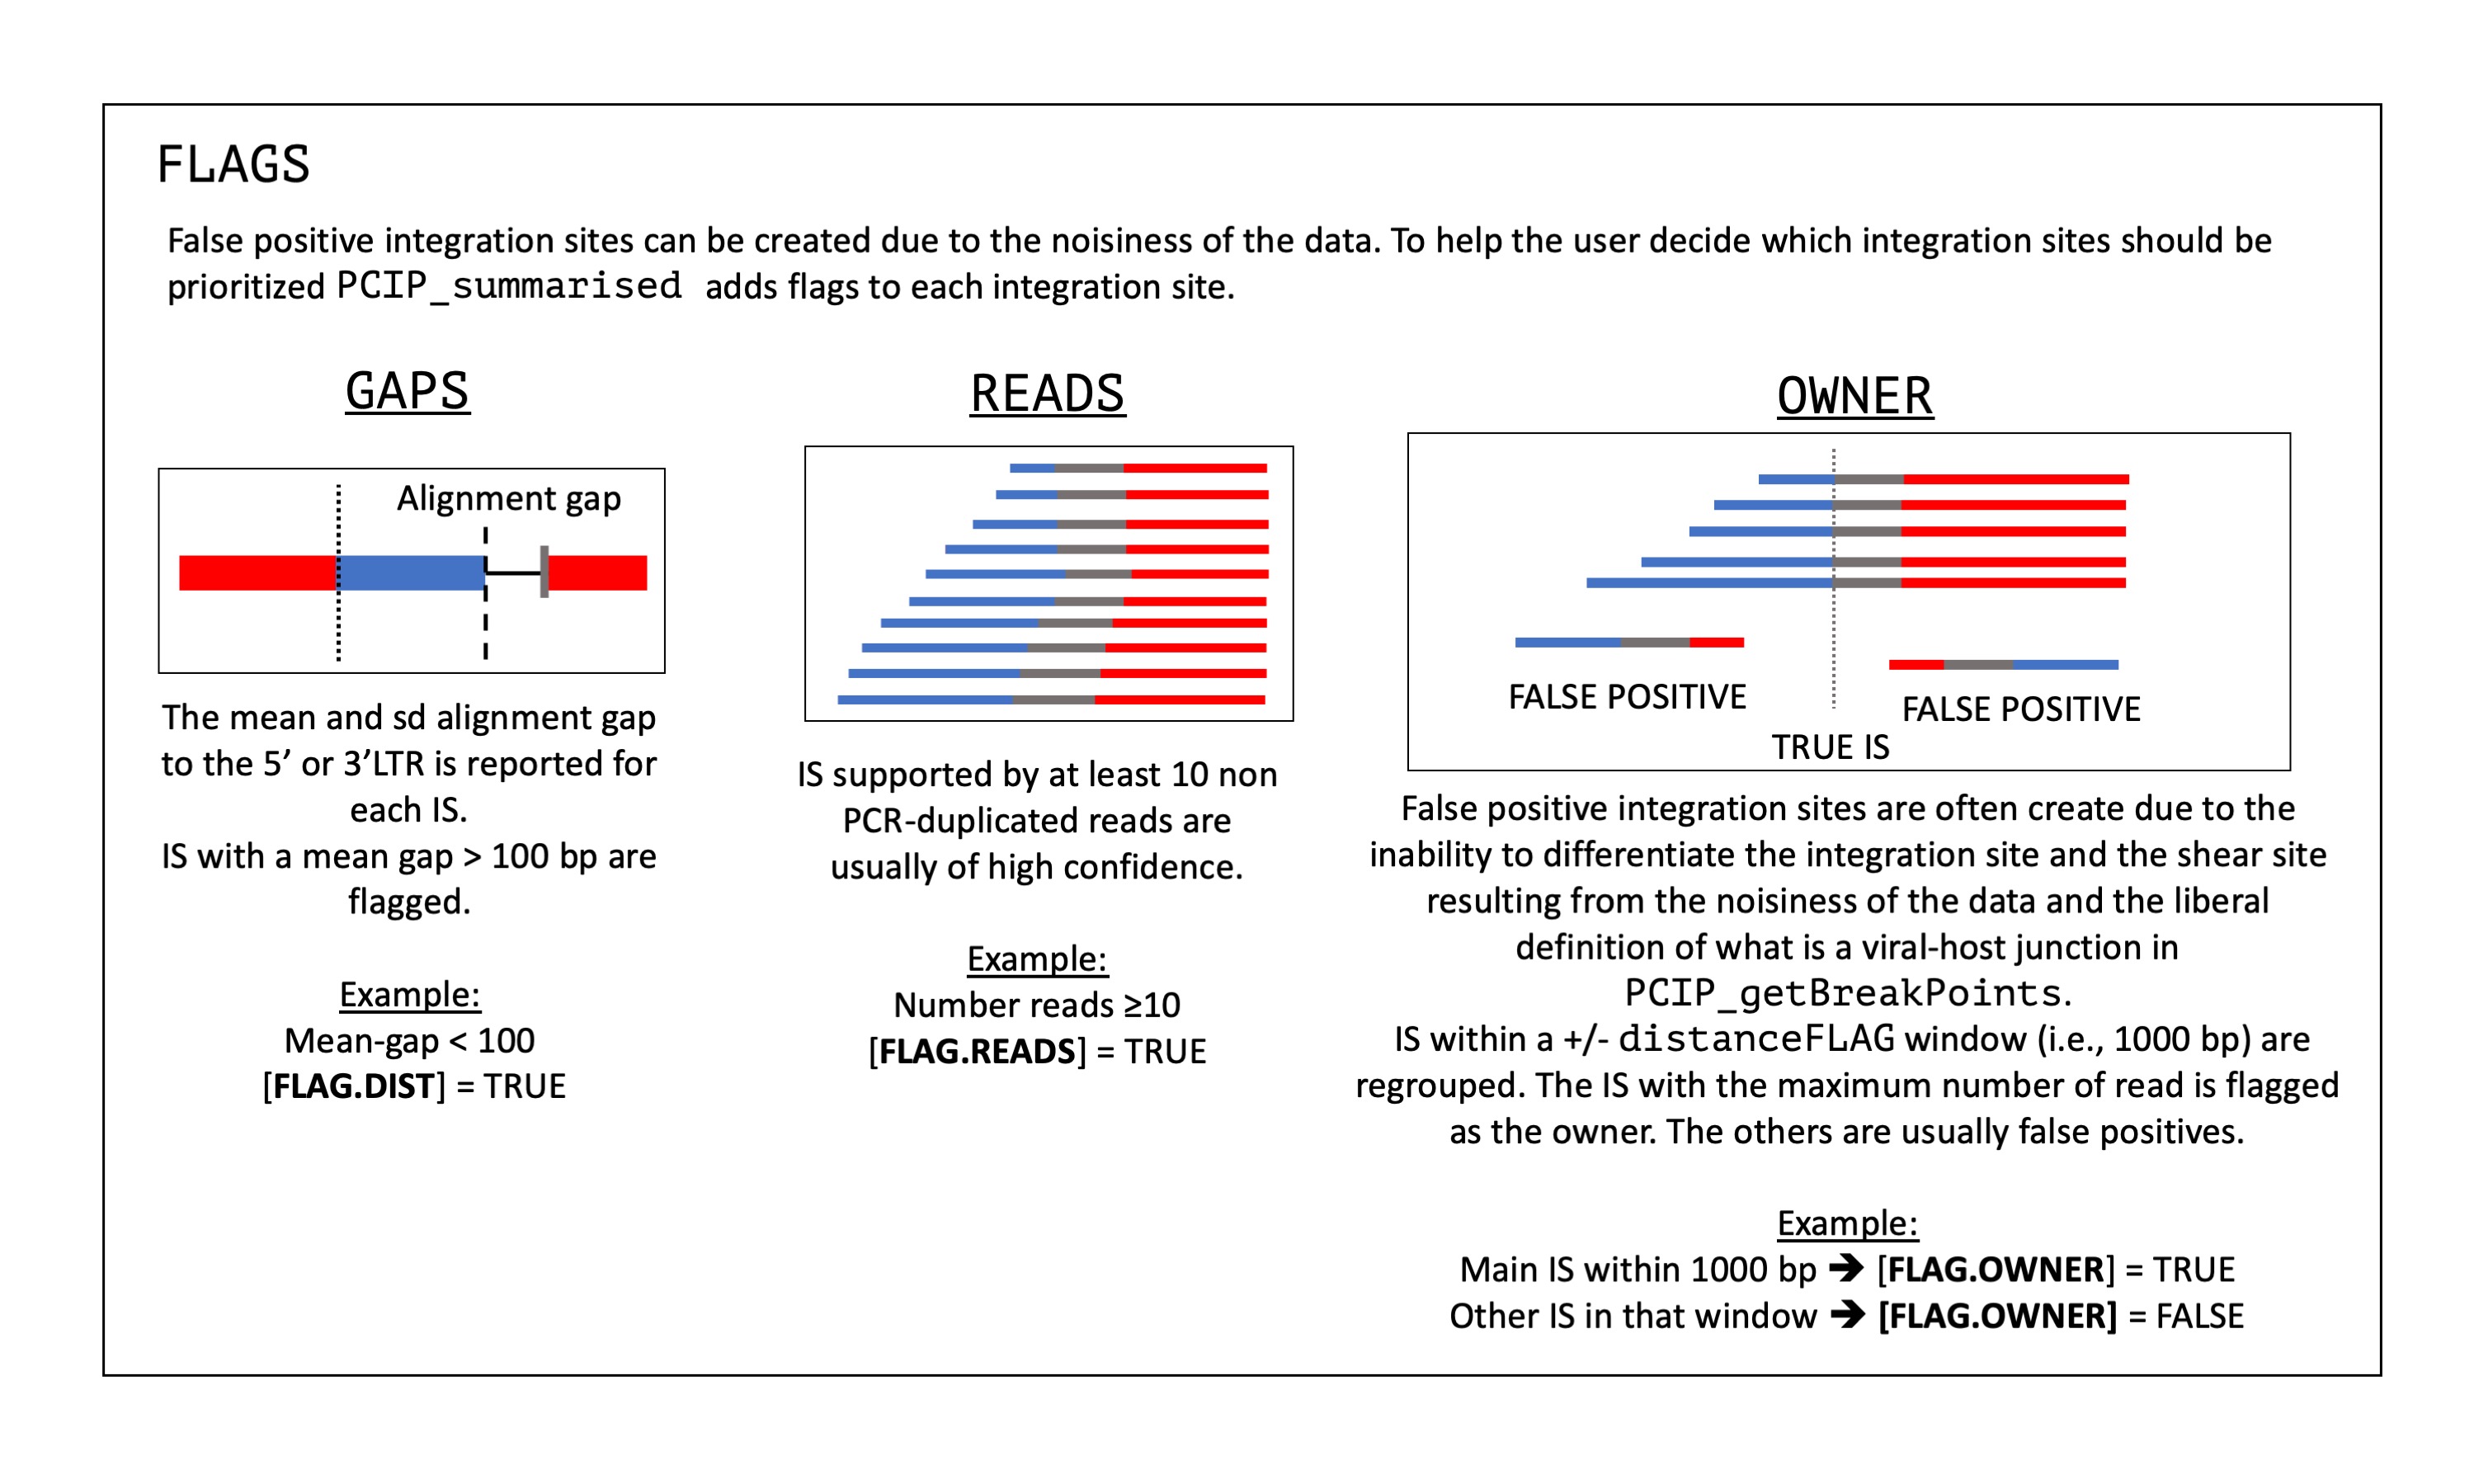 FLAGS
False positive integration sites can be created due to the noisiness of the data. To help the user decide which integration sites should be
prioritized PCIP_summarised adds flags to each integration site.
GAPS
Alignment gap
The mean and sd alignment gap
to the 5’ or 3’LTR is reported for
each IS.
IS with a mean gap > 100 bp are
flagged.
Example:
Mean-gap < 100
[FLAG.DIST] = TRUE
READS
IS supported by at least 10 non
PCR-duplicated reads are
usually of high confidence.
Example:
Number reads ≥10
[FLAG.READS] = TRUE
OWNER
FALSE POSITIVE
FALSE POSITIVE
TRUE IS
False positive integration sites are often create due to the
inability to differentiate the integration site and the shear site
resulting from the noisiness of the data and the liberal
definition of what is a viral-host junction in
PCIP_getBreakPoints.
IS within a +/- distanceFLAG window (i.e., 1000 bp) are
regrouped. The IS with the maximum number of read is flagged
as the owner. The others are usually false positives.
Example:
Main IS within 1000 bp 🡺 [FLAG.OWNER] = TRUE
Other IS in that window 🡺 [FLAG.OWNER] = FALSE